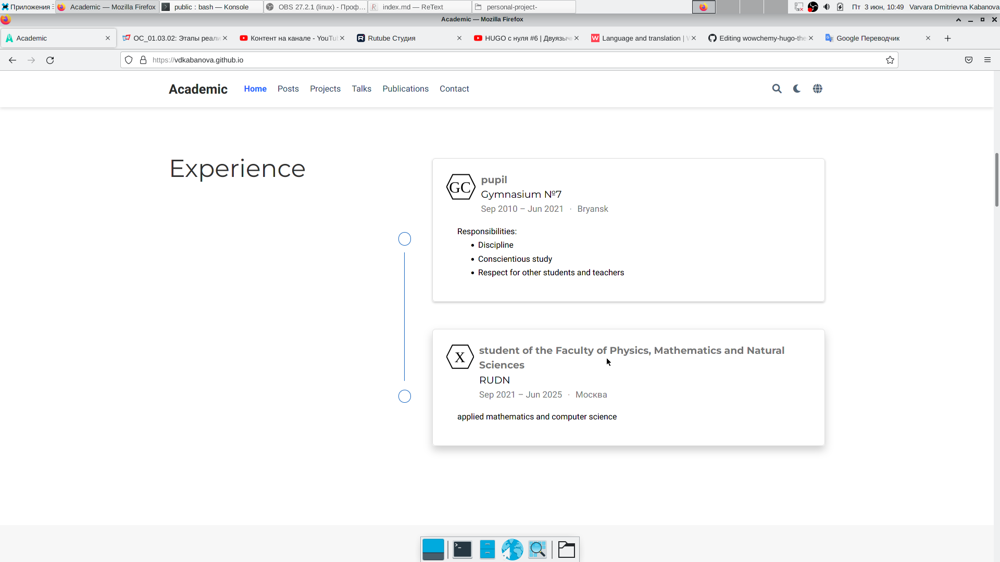 Приложения
Academic — Mozilla Firefox
public : bash — Konsole
OBS 27.2.1 (linux) - Проф...
index.md — ReText
personal-project-
Пт 3 июн, 10:49
Varvara Dmitrievna Kabanova
Academic — Mozilla Firefox
Academic
ОС_01.03.02: Этапы реали
Контент на канале - YouTu
Rutube Студия
HUGO с нуля #6 | Двуязыч
Language and translation |
Editing wowchemy-hugo-the
Google Переводчик
https://vdkabanova.github.io
Academic
Home
Posts
Projects
Talks
Publications
Contact
Experience
GC
pupil
Gymnasium №7
Sep 2010 – Jun 2021 · Bryansk
Responsibilities:
• Discipline
• Conscientious study
• Respect for other students and teachers
X
student of the Faculty of Physics, Mathematics and Natural
Sciences
RUDN
Sep 2021 – Jun 2025 · Москва
applied mathematics and computer science